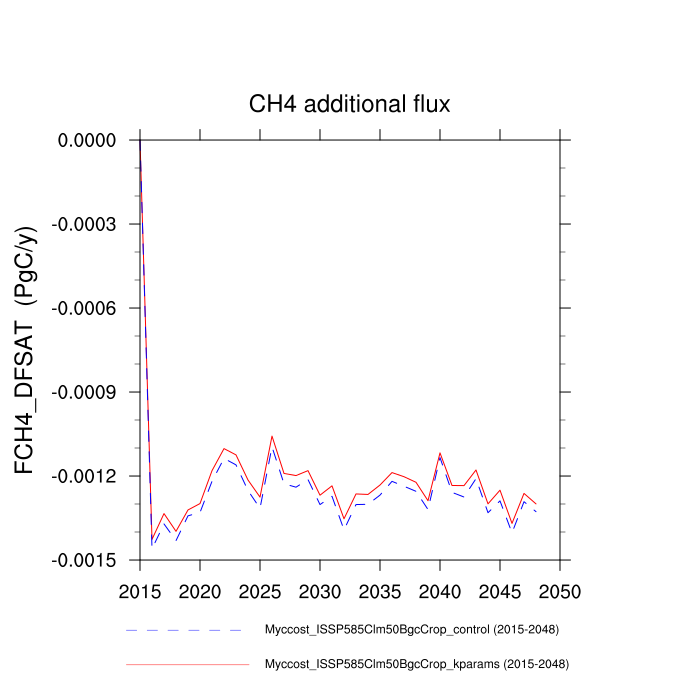 CH4 additional flux
FCH4_DFSAT (PgC/y)
0.0000
-0.0003
-0.0006
-0.0009
-0.0012
-0.0015
2015 2020 2025 2030 2035 2040 2045 2050
Myccost_ISSP585Clm50BgcCrop_control (2015-2048)
Myccost_ISSP585Clm50BgcCrop_kparams (2015-2048)